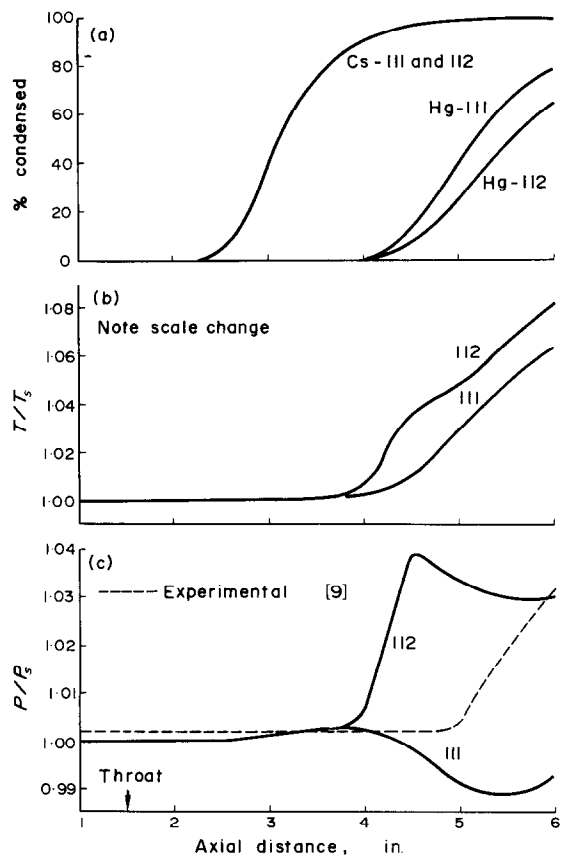 100
(a)
80
60
40
20
0
% condensed
Cs-111 and 112
Hg-111
Hg-112
(b)
Note scale change
1·08
1·06
1·04
1·02
1·00
T/Ts
112
111
(c)
Experimental [9]
1·04
1·03
1·02
1·01
1·00
0·99
P/Ps
112
111
Throat
1 2 3 4 5 6
Axial distance, in.